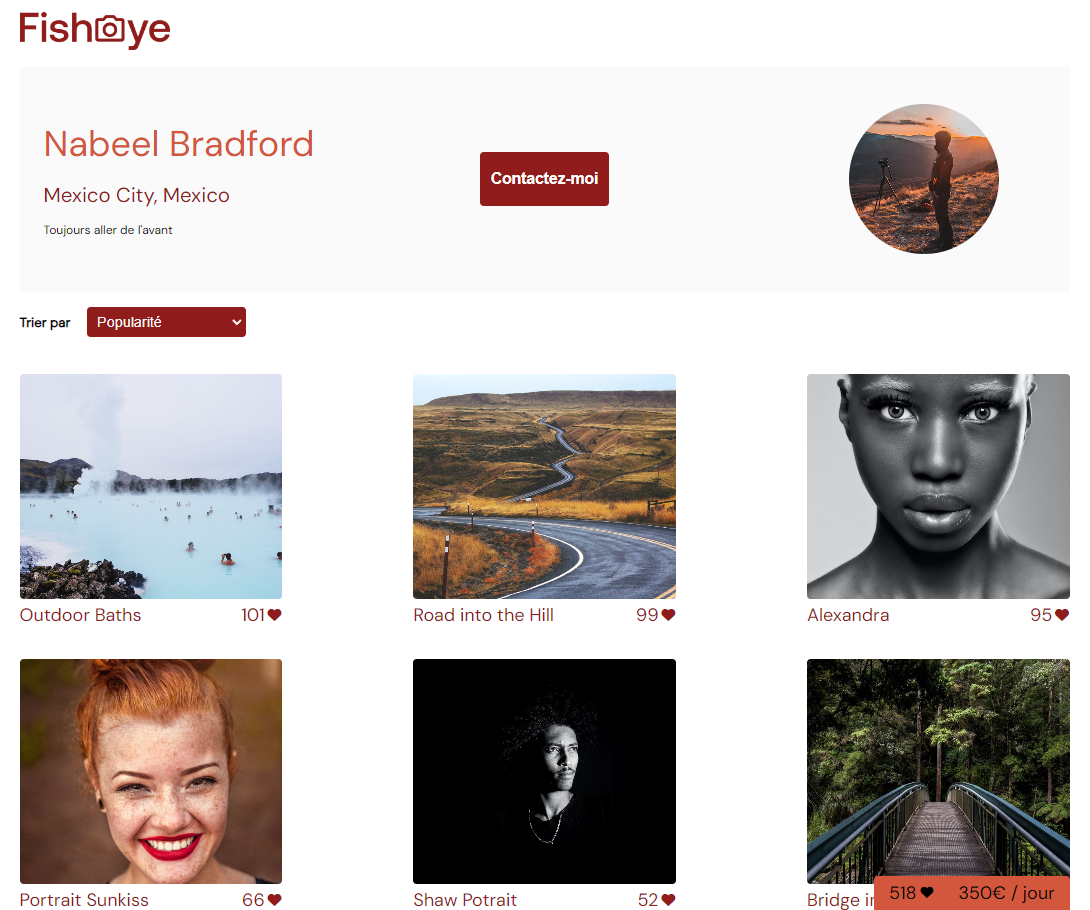 Fisheye
Nabeel Bradford
Mexico City, Mexico
Toujours aller de l'avant
Contactez-moi
Trier par
Popularité
Outdoor Baths 101
Road into the Hill 99
Alexandra 95
Portrait Sunkiss 66
Shaw Potrait 52
Bridge
518 350€ / jour